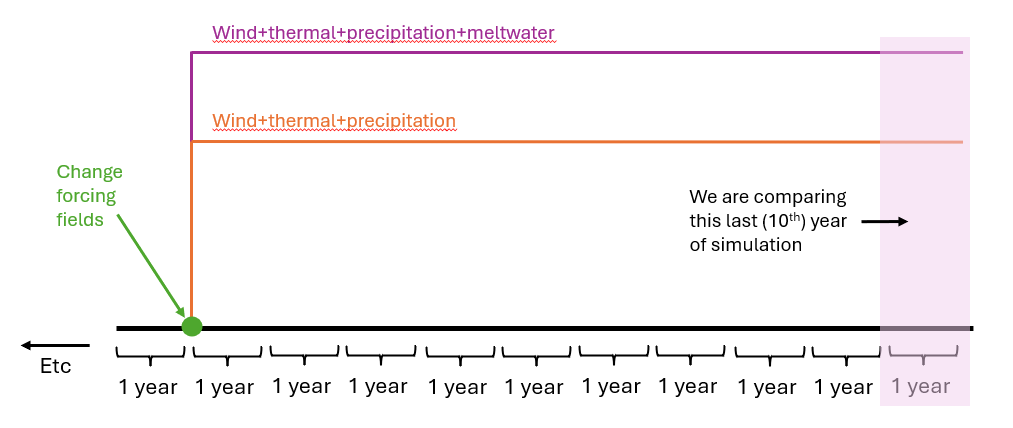 Wind+thermal+precipitation+meltwater
Wind+thermal+precipitation
Change
forcing
fields
We are comparing
this last (10th) year
of simulation
Etc
1 year 1 year 1 year 1 year 1 year 1 year 1 year 1 year 1 year 1 year 1 year